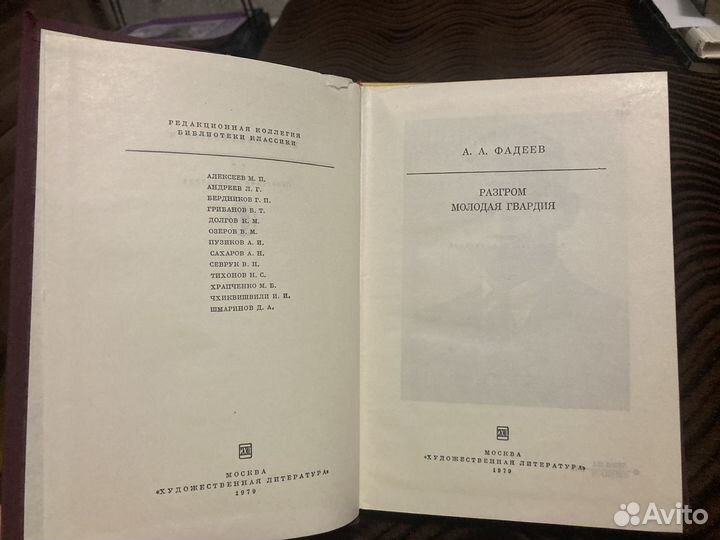 РЕДАКЦИОННАЯ КОЛЛЕГИЯ
БИБЛИОТЕКИ КЛАССИКИ
АЛЕКСЕЕВ М. П.
АНДРЕЕВ Л. Г.
БЕРДНИКОВ Г. П.
ГРИБАНОВ Б. Т.
ДОЛГОВ К. М.
ОЗЕРОВ В. М.
ПУЗИКОВ А. И.
САХАРОВ А. Н.
СЕВРУК В. Н.
ТИХОНОВ Н. С.
ХРАПЧЕНКО М. Б.
ЧХИКВИШВИЛИ И. И.
ШМАРИНОВ Д. А.
МОСКВА
«ХУДОЖЕСТВЕННАЯ ЛИТЕРАТУРА»
1979
А. А. ФАДЕЕВ
РАЗГРОМ
МОЛОДАЯ ГВАРДИЯ
МОСКВА
«ХУДОЖЕСТВЕННАЯ ЛИТЕРАТУРА»
1979
Avito